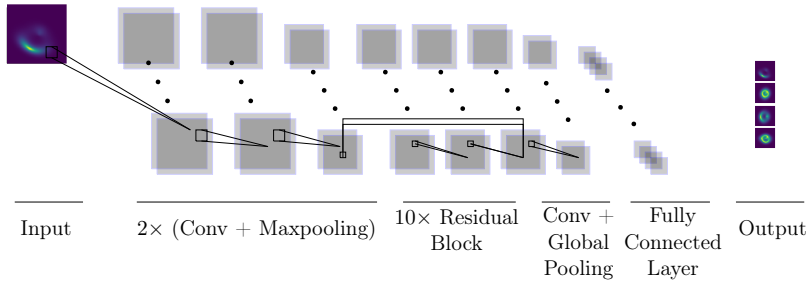 Input
2× (Conv + Maxpooling)
10× Residual
Block
Conv +
Global
Pooling
Fully
Connected
Layer
Output